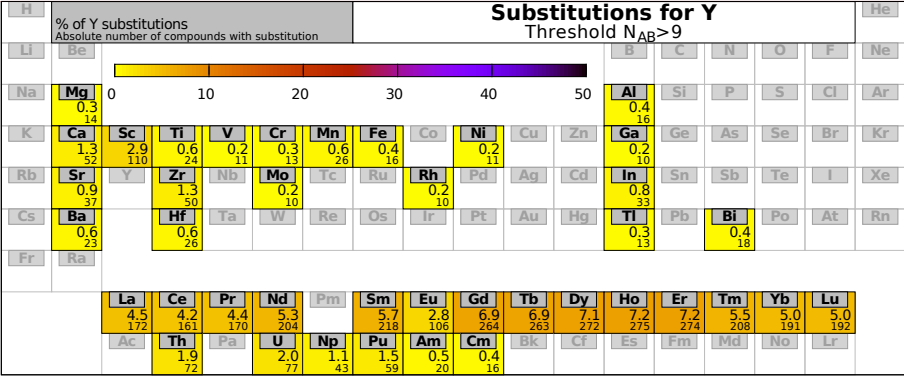 H
% of Y substitutions
Absolute number of compounds with substitution
Substitutions for Y
Threshold N_AB>9
He
Li Be B C N O F Ne
0 10 20 30 40 50
Na Mg Al Si P S Cl Ar
0.3 0.4
14 16
K Ca Sc Ti V Cr Mn Fe Co Ni Cu Zn Ga Ge As Se Br Kr
1.3 2.9 0.6 0.2 0.3 0.6 0.4 0.2 0.2
52 110 24 11 13 26 16 11 10
Rb Sr Y Zr Nb Mo Tc Ru Rh Pd Ag Cd In Sn Sb Te I Xe
0.9 1.3 0.2 0.2 0.8
37 50 10 10 33
Cs Ba Hf Ta W Re Os Ir Pt Au Hg Tl Pb Bi Po At Rn
0.6 0.6 0.3 0.4
23 26 13 18
Fr Ra
La Ce Pr Nd Pm Sm Eu Gd Tb Dy Ho Er Tm Yb Lu
4.5 4.2 4.4 5.3 5.7 2.8 6.9 6.9 7.1 7.2 7.2 5.5 5.0 5.0
172 161 170 204 218 106 264 263 272 275 274 208 191 192
Ac Th Pa U Np Pu Am Cm Bk Cf Es Fm Md No Lr
1.9 2.0 1.1 1.5 0.5 0.4
72 77 43 59 20 16